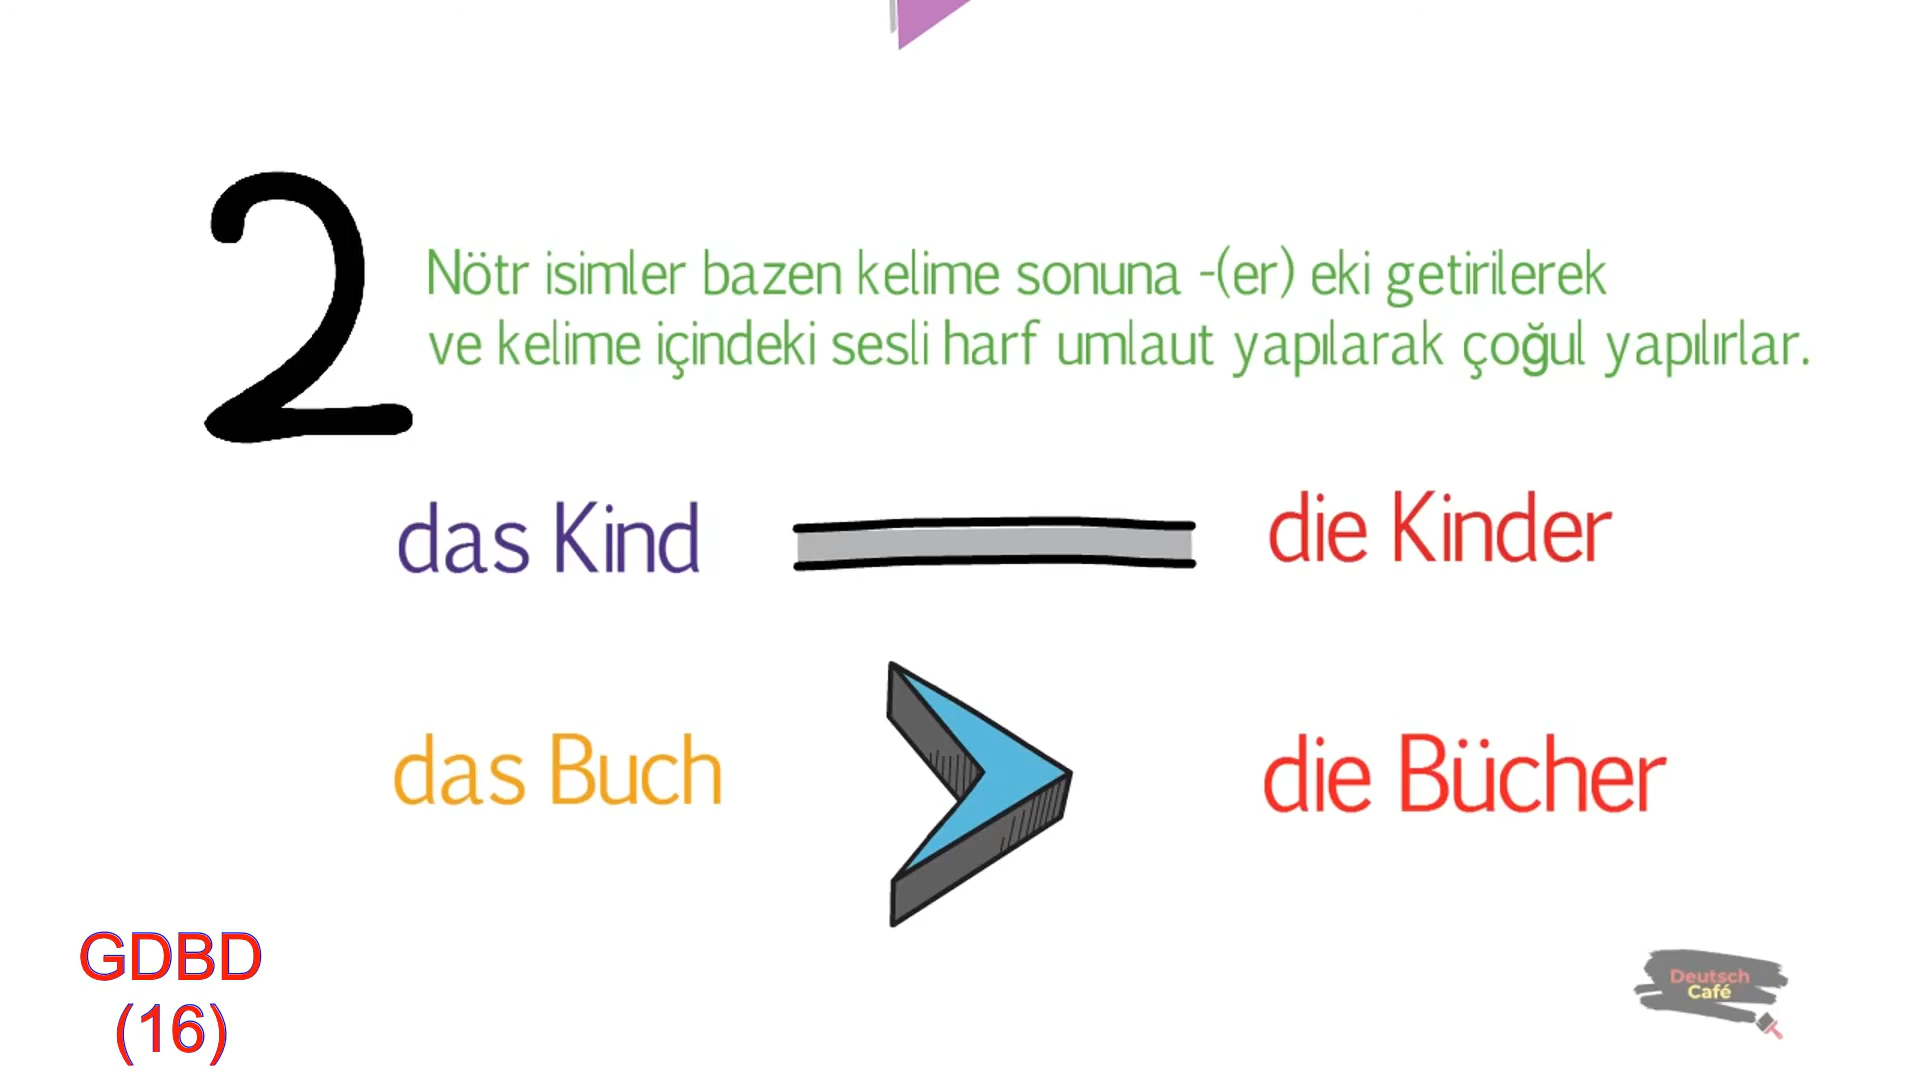 2
Nötr isimler bazen kelime sonuna -(er) eki getirilerek
ve kelime içindeki sesli harf umlaut yapılarak çoğul yapılırlar.
das Kind
die Kinder
das Buch
die Bücher
GDBD
(16)
Deutsch
Café